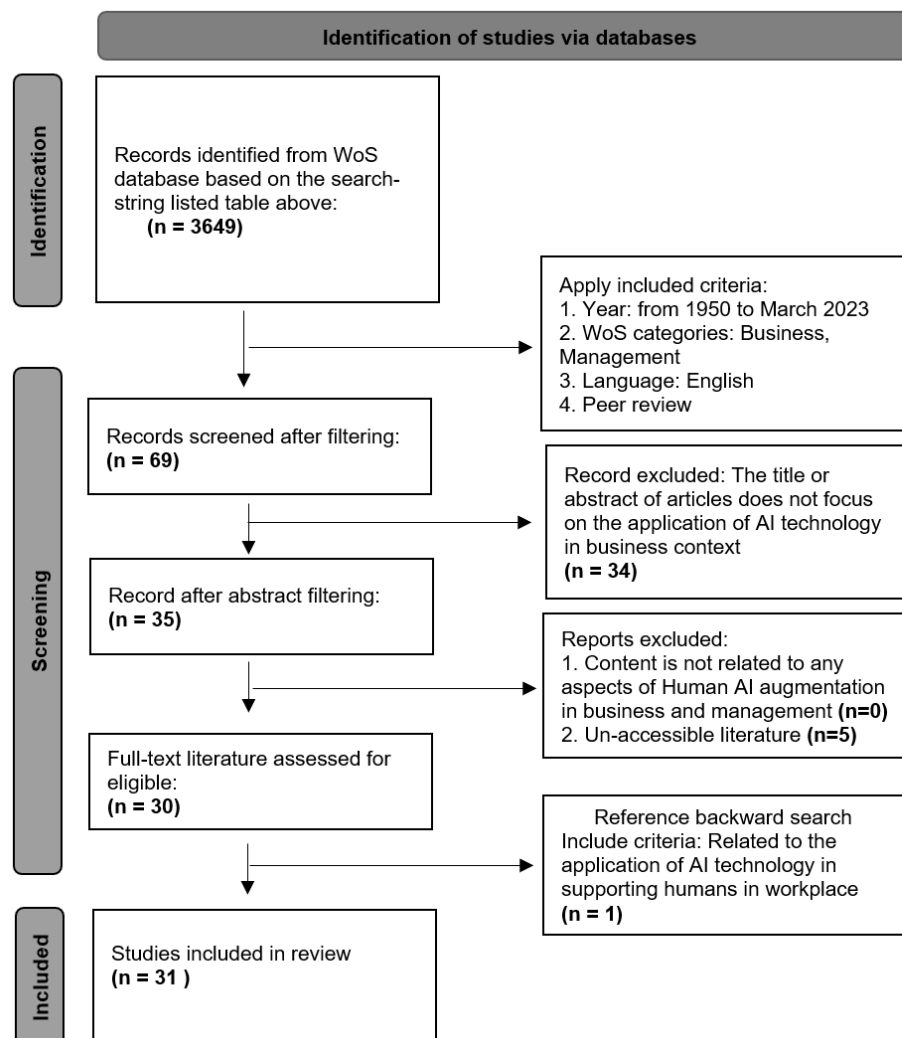 Identification of studies via databases
Identification
Records identified from WoS
database based on the search-
string listed table above:
(n = 3649)
Apply included criteria:
1. Year: from 1950 to March 2023
2. WoS categories: Business,
Management
3. Language: English
4. Peer review
Screening
Records screened after filtering:
(n = 69)
Record excluded: The title or
abstract of articles does not focus
on the application of AI technology
in business context
(n = 34)
Record after abstract filtering:
(n = 35)
Reports excluded:
1. Content is not related to any
aspects of Human AI augmentation
in business and management (n=0)
2. Un-accessible literature (n=5)
Full-text literature assessed for
eligible:
(n = 30)
Reference backward search
Include criteria: Related to the
application of AI technology in
supporting humans in workplace
(n = 1)
Included
Studies included in review
(n = 31 )